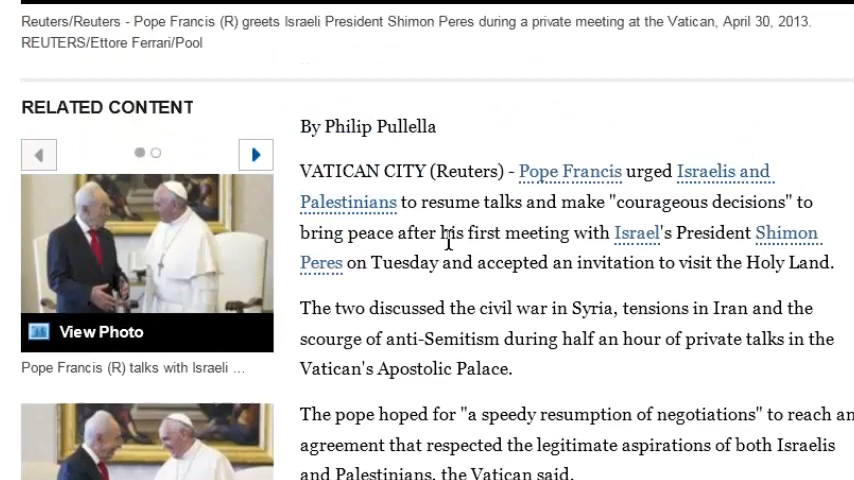 Reuters/Reuters - Pope Francis (R) greets Israeli President Shimon Peres during a private meeting at the Vatican, April 30, 2013.
REUTERS/Ettore Ferrari/Pool
RELATED CONTENT
View Photo
Pope Francis (R) talks with Israeli ...
By Philip Pullella
VATICAN CITY (Reuters) - Pope Francis urged Israelis and
Palestinians to resume talks and make "courageous decisions" to
bring peace after his first meeting with Israel's President Shimon
Peres on Tuesday and accepted an invitation to visit the Holy Land.
The two discussed the civil war in Syria, tensions in Iran and the
scourge of anti-Semitism during half an hour of private talks in the
Vatican's Apostolic Palace.
The pope hoped for "a speedy resumption of negotiations" to reach an
agreement that respected the legitimate aspirations of both Israelis
and Palestinians, the Vatican said.